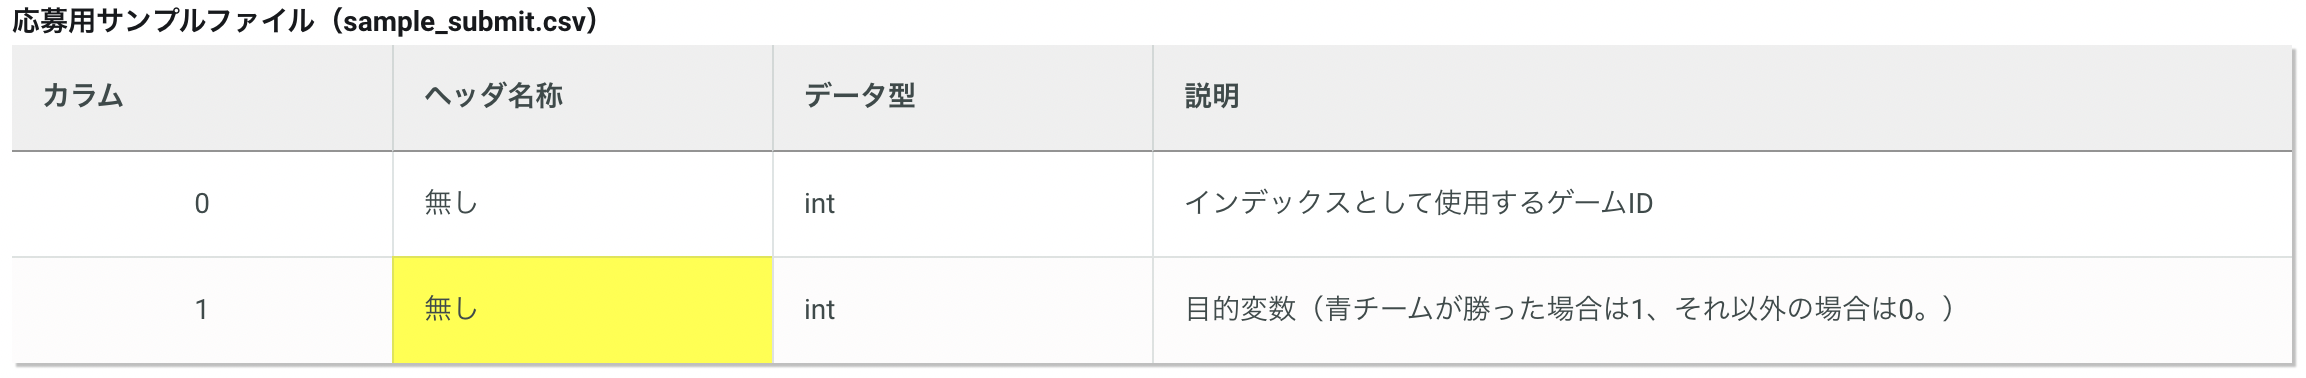 応募用サンプルファイル（sample_submit.csv）
カラム ヘッダ名称 データ型 説明
0 無し int インデックスとして使用するゲームID
1 無し int 目的変数（青チームが勝った場合は1、それ以外の場合は0。）